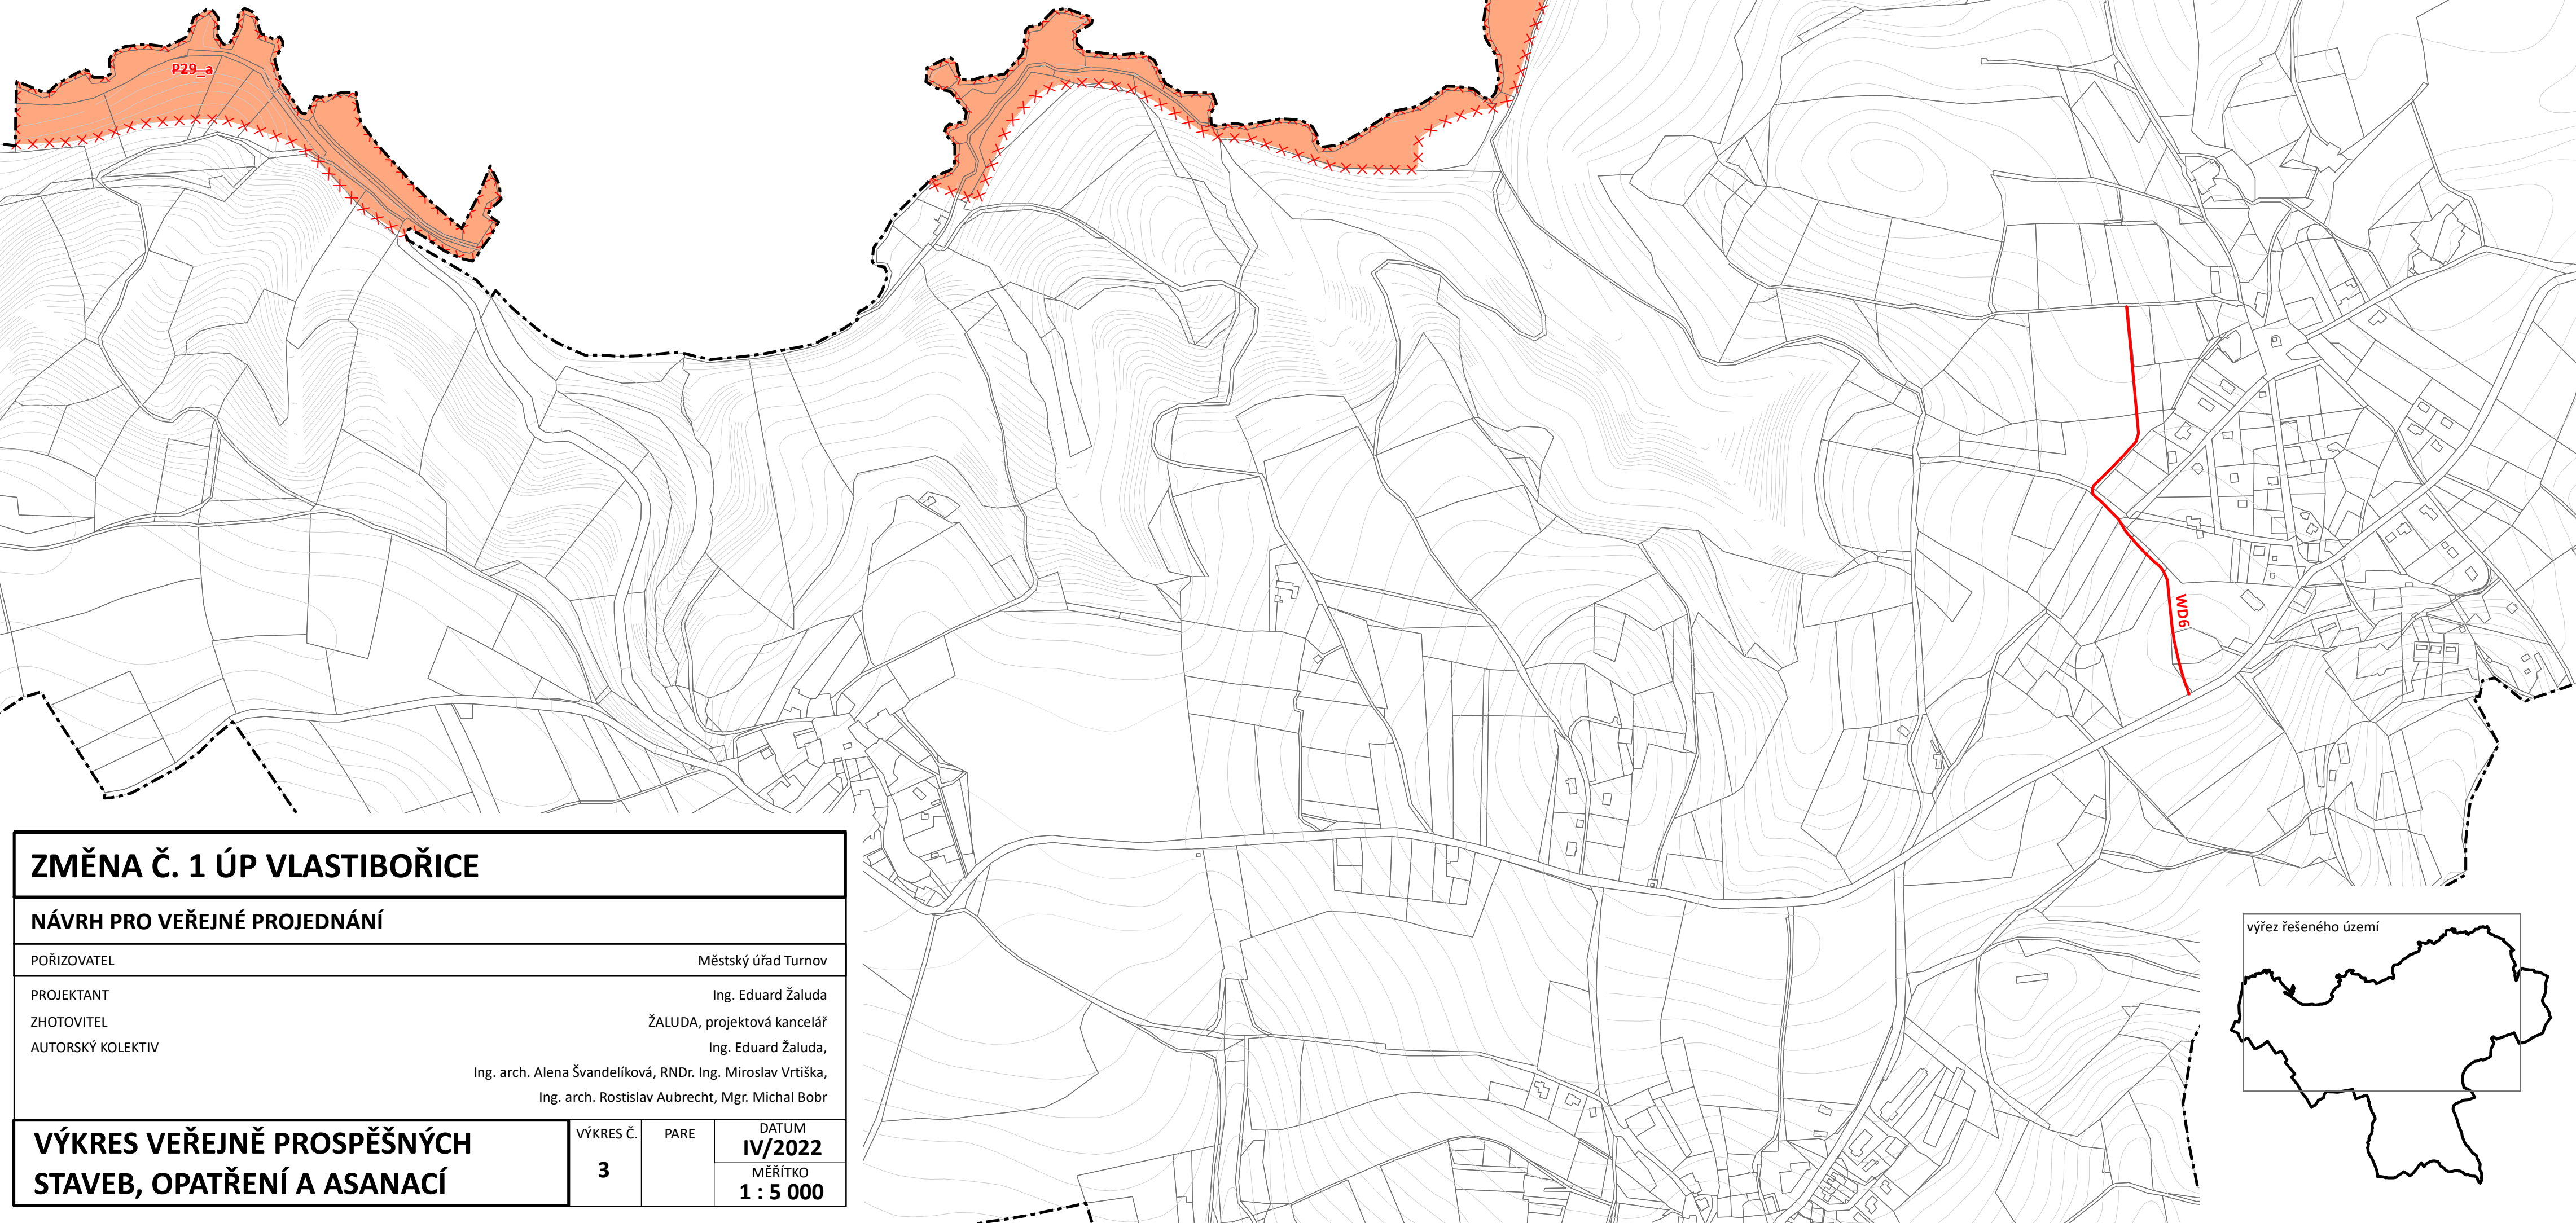 P29_a
WD6
ZMĚNA Č. 1 ÚP VLASTIBOŘICE
NÁVRH PRO VEŘEJNÉ PROJEDNÁNÍ
POŘIZOVATEL Městský úřad Turnov
PROJEKTANT Ing. Eduard Žaluda
ZHOTOVITEL ŽALUDA, projektová kancelář
AUTORSKÝ KOLEKTIV Ing. Eduard Žaluda,
Ing. arch. Alena Švandelíková, RNDr. Ing. Miroslav Vrtiška,
Ing. arch. Rostislav Aubrecht, Mgr. Michal Bobr
VÝKRES VEŘEJNĚ PROSPĚŠNÝCH
STAVEB, OPATŘENÍ A ASANACÍ
VÝKRES Č.
3
PARE
DATUM
IV/2022
MĚŘÍTKO
1 : 5 000
výřez řešeného území